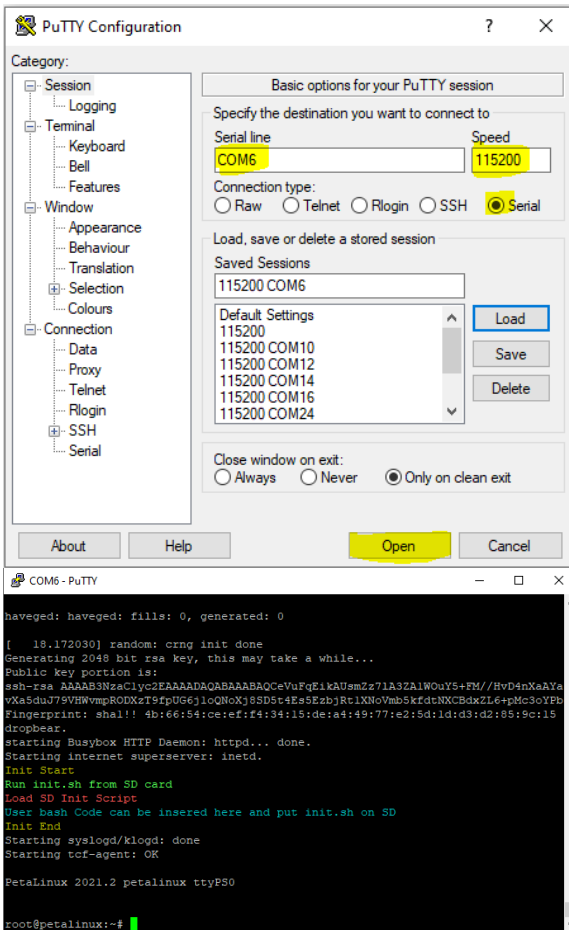 PuTTY Configuration
?
Category:
Session
Logging
Terminal
Keyboard
Bell
Features
Window
Appearance
Behaviour
Translation
Selection
Colours
Connection
Data
Proxy
Telnet
Rlogin
SSH
Serial
Basic options for your PuTTY session
Specify the destination you want to connect to
Serial line Speed
COM6 115200
Connection type:
Raw Telnet Rlogin SSH Serial
Load, save or delete a stored session
Saved Sessions
115200 COM6
Default Settings
115200
115200 COM10
115200 COM12
115200 COM14
115200 COM16
115200 COM24
Load
Save
Delete
Close window on exit:
Always Never Only on clean exit
About Help Open Cancel
COM6 - PuTTY
haveged: haveged: fills: 0, generated: 0
[ 18.172030] random: crng init done
Generating 2048 bit rsa key, this may take a while...
Public key portion is:
ssh-rsa AAAAB3NzaC1yc2EAAAADAQABAAABAQCeVuFqEikAUsmZz71A3ZAlWOuY5+FM//HvD4nXaAYa
vXa5duJ79VHWvmpRODXzT9fpUG6jloQNoXj8SD5t4Es5EzbjRtlXNoVmb5kfdtNXCBdxZL6+pMc3oYPb
Fingerprint: sha1!! 4b:66:54:ce:ef:f4:34:15:de:a4:49:77:e2:5d:1d:d3:d2:85:9c:15
dropbear.
starting Busybox HTTP Daemon: httpd... done.
Starting internet superserver: inetd.
Init Start
Run init.sh from SD card
Load SD Init Script
User bash Code can be insered here and put init.sh on SD
Init End
Starting syslogd/klogd: done
Starting tcf-agent: OK
PetaLinux 2021.2 petalinux ttyPS0
root@petalinux:~#